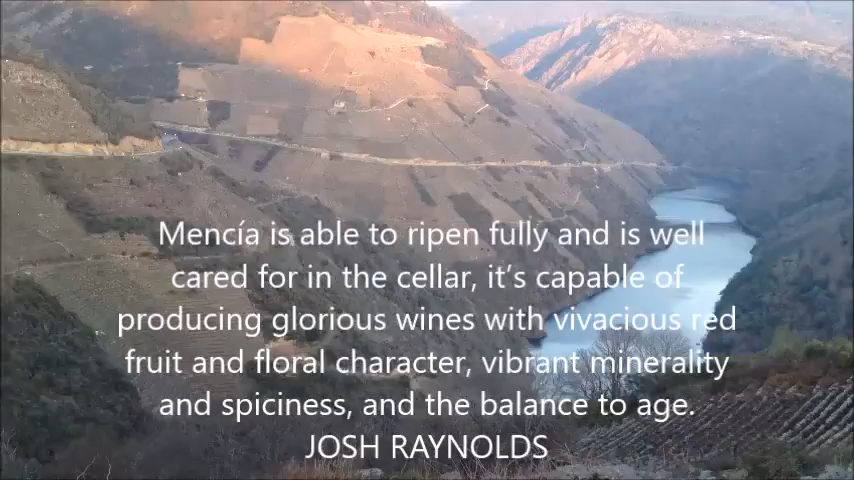 Mencía is able to ripen fully and is well
cared for in the cellar, it’s capable of
producing glorious wines with vivacious red
fruit and floral character, vibrant minerality
and spiciness, and the balance to age.
JOSH RAYNOLDS